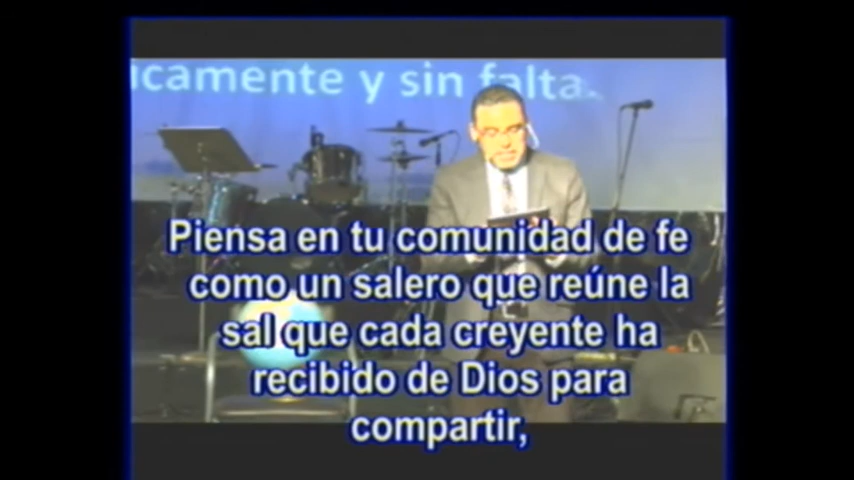 icamente y sin falta.
Piensa en tu comunidad de fe
como un salero que reúne la
sal que cada creyente ha
recibido de Dios para
compartir,